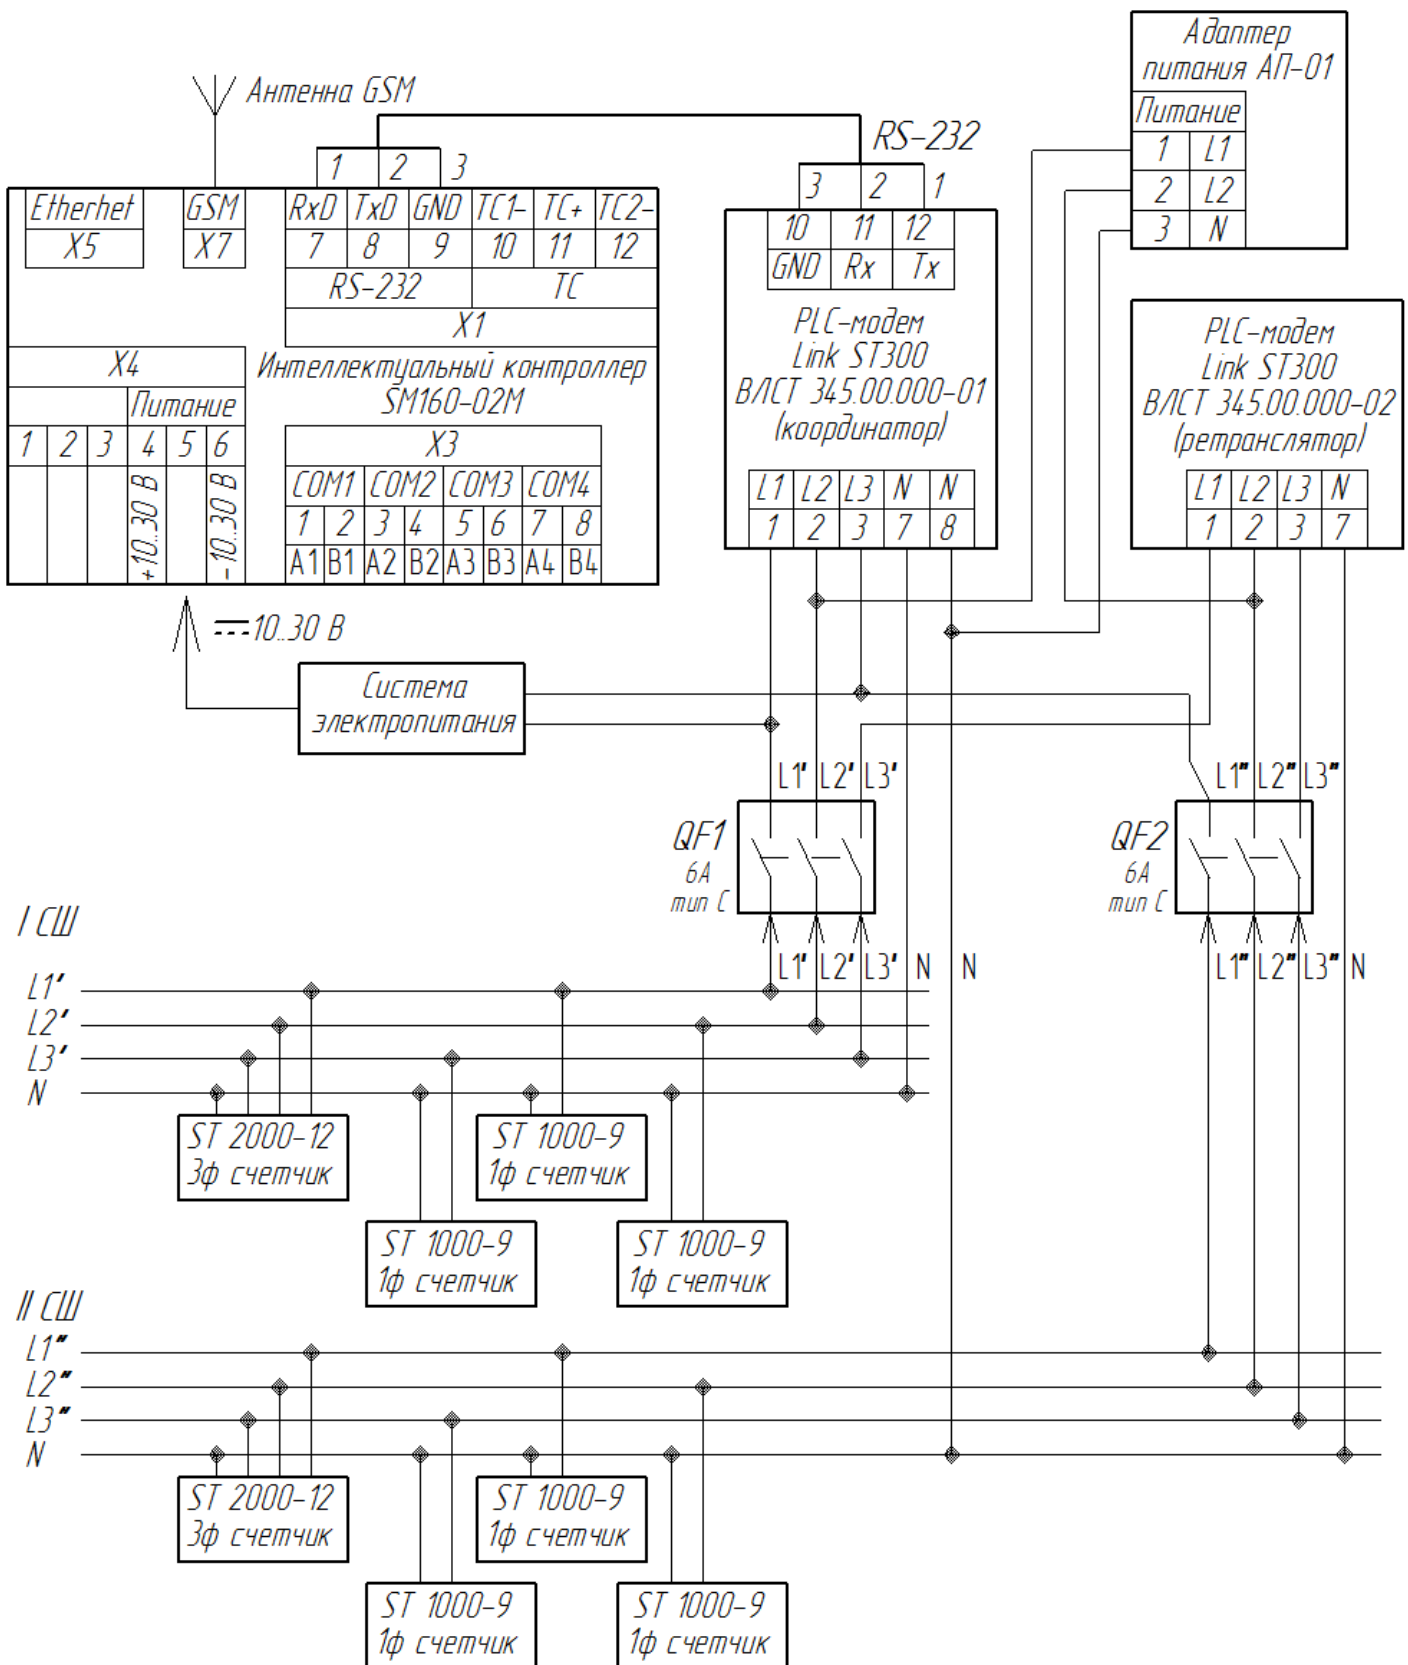 Адаптер
питания АП-01
Питание
1 L1
2 L2
3 N
Антенна GSM
RS-232
1 2 3
3 2 1
Etherhet GSM RxD TxD GND TC1- TC+ TC2-
X5 X7 7 8 9 10 11 12
RS-232 TC
X1
10 11 12
GND Rx Tx
PLC-модем
Link ST300
ВЛСТ 345.00.000-01
(координатор)
L1 L2 L3 N N
1 2 3 7 8
PLC-модем
Link ST300
ВЛСТ 345.00.000-02
(ретранслятор)
L1 L2 L3 N
1 2 3 7
X4
Питание
1 2 3 4 5 6
+10..30 В
-10..30 В
Интеллектуальный контроллер
SM160-02M
X3
COM1 COM2 COM3 COM4
1 2 3 4 5 6 7 8
A1 B1 A2 B2 A3 B3 A4 B4
10..30 В
Система
электропитания
L1' L2' L3'
L1" L2" L3"
QF1
6А
тип С
QF2
6А
тип С
L1' L2' L3' N N
L1" L2" L3" N
I СШ
L1'
L2'
L3'
N
ST 2000-12
3ф счетчик
ST 1000-9
1ф счетчик
ST 1000-9
1ф счетчик
ST 1000-9
1ф счетчик
II СШ
L1"
L2"
L3"
N
ST 2000-12
3ф счетчик
ST 1000-9
1ф счетчик
ST 1000-9
1ф счетчик
ST 1000-9
1ф счетчик